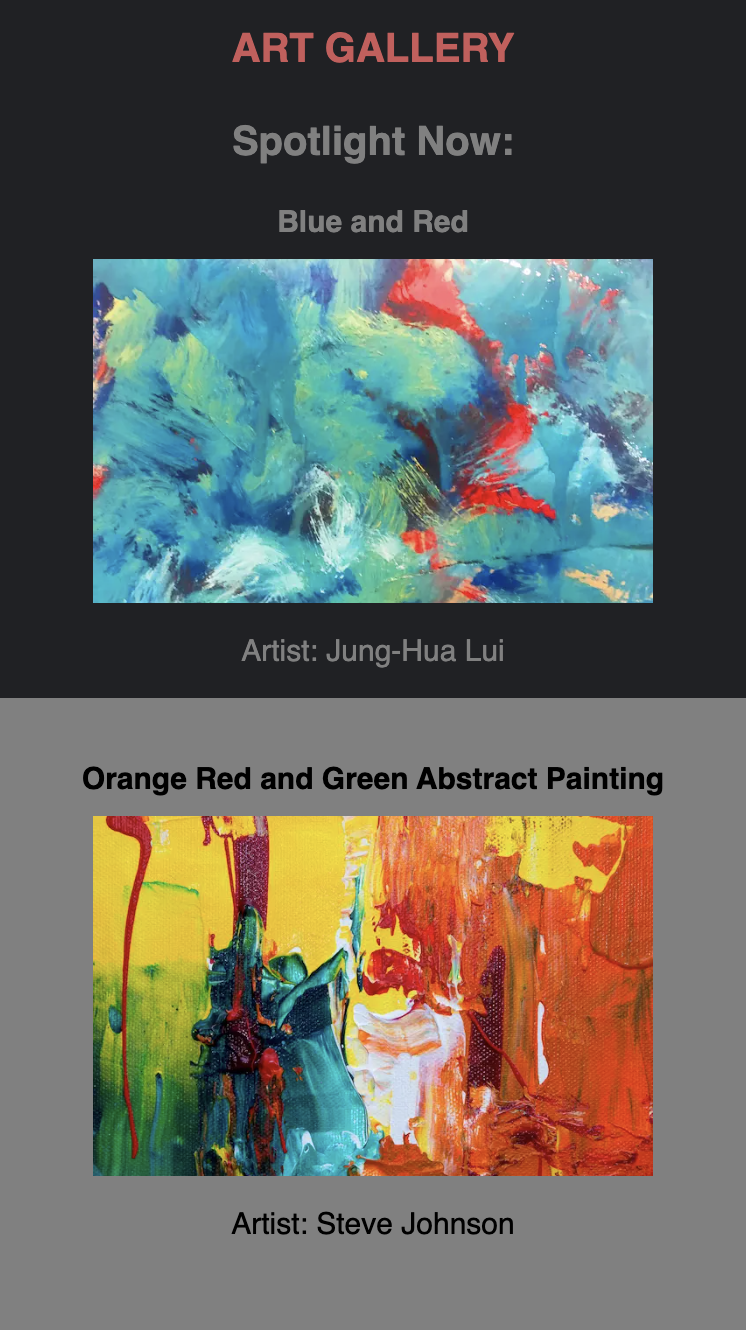 ART GALLERY
Spotlight Now:
Blue and Red
Artist: Jung-Hua Lui
Orange Red and Green Abstract Painting
Artist: Steve Johnson